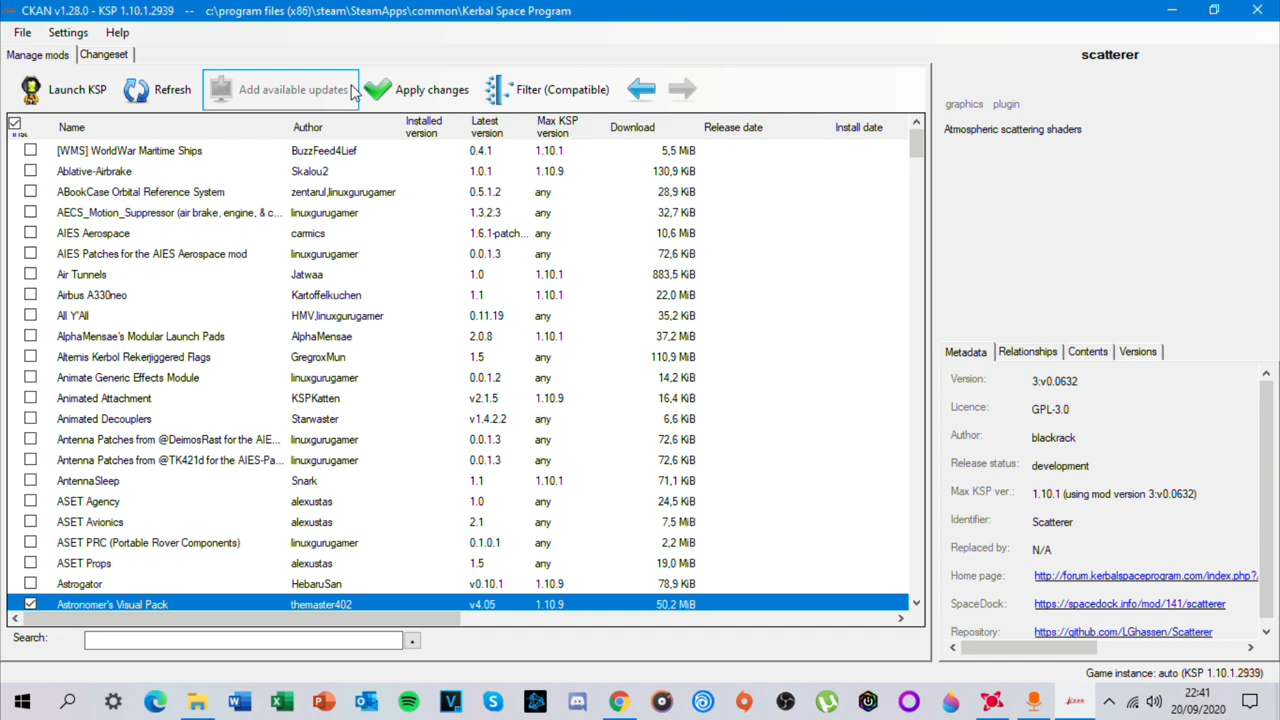 CKAN v1.28.0 - KSP 1.10.1.2939 -- c:\program files (x86)\steam\SteamApps\common\Kerbal Space Program
File Settings Help
Manage mods Changeset
Launch KSP Refresh Add available updates Apply changes Filter (Compatible)
Name Author Installed version Latest version Max KSP version Download Release date Install date
[WMS] WorldWar Maritime Ships BuzzFeed4Lief 0.4.1 1.10.1 5,5 MiB
Ablative-Airbrake Skalou2 1.0.1 1.10.9 130,9 KiB
ABookCase Orbital Reference System zentarul,linuxgurugamer 0.5.1.2 any 28,9 KiB
AECS_Motion_Suppressor (air brake, engine, & c... linuxgurugamer 1.3.2.3 any 32,7 KiB
AIES Aerospace carmics 1.6.1-patch... any 10,6 MiB
AIES Patches for the AIES Aerospace mod linuxgurugamer 0.0.1.3 any 72,6 KiB
Air Tunnels Jatwaa 1.0 1.10.1 883,5 KiB
Airbus A330neo Kartoffelkuchen 1.1 1.10.1 22,0 MiB
All Y'All HMV,linuxgurugamer 0.11.19 any 35,2 KiB
AlphaMensae's Modular Launch Pads AlphaMensae 2.0.8 1.10.1 37,2 MiB
Alternis Kerbol Rekerjiggered Flags GregroxMun 1.5 any 110,9 MiB
Animate Generic Effects Module linuxgurugamer 0.0.1.2 any 14,2 KiB
Animated Attachment KSPKatten v2.1.5 1.10.9 16,4 KiB
Animated Decouplers Starwaster v1.4.2.2 any 6,6 KiB
Antenna Patches from @DeimosRast for the AIE... linuxgurugamer 0.0.1.3 any 72,6 KiB
Antenna Patches from @TK421d for the AIES-Pa... linuxgurugamer 0.0.1.3 any 72,6 KiB
AntennaSleep Snark 1.1 1.10.1 71,1 KiB
ASET Agency alexustas 1.0 any 24,5 KiB
ASET Avionics alexustas 2.1 any 7,5 MiB
ASET PRC (Portable Rover Components) linuxgurugamer 0.1.0.1 any 2,2 MiB
ASET Props alexustas 1.5 any 19,0 MiB
Astrogator HebaruSan v0.10.1 1.10.9 78,9 KiB
Astronomer's Visual Pack themaster402 v4.05 1.10.9 50,2 MiB
Search:
scatterer
graphics plugin
Atmospheric scattering shaders
Metadata Relationships Contents Versions
Version: 3:v0.0632
Licence: GPL-3.0
Author: blackrack
Release status: development
Max KSP ver.: 1.10.1 (using mod version 3:v0.0632)
Identifier: Scatterer
Replaced by: N/A
Home page: http://forum.kerbalspaceprogram.com/index.php?/
SpaceDock: https://spacedock.info/mod/141/scatterer
Repository: https://github.com/LGhassen/Scatterer
Game instance: auto (KSP 1.10.1.2939)
22:41
20/09/2020